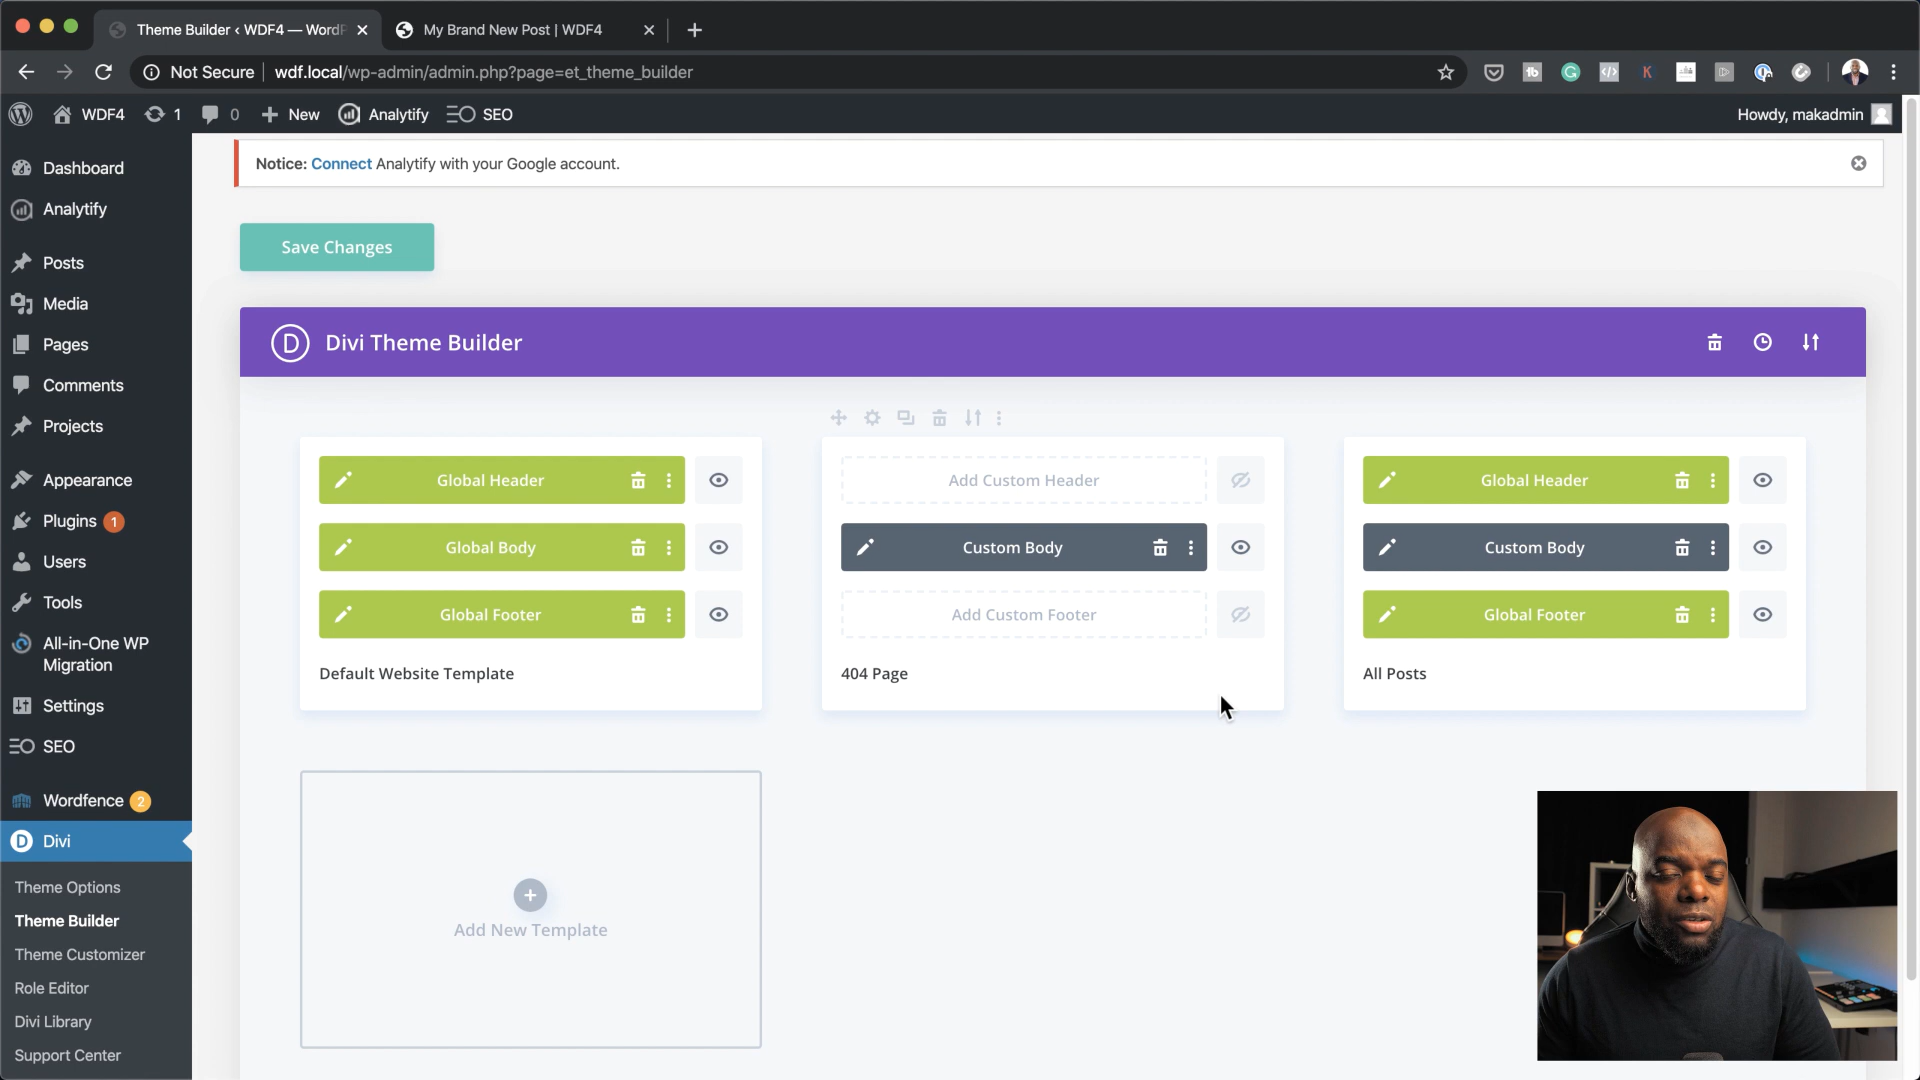 Theme Builder ‹ WDF4 — WordP
My Brand New Post | WDF4
Not Secure
wdf.local/wp-admin/admin.php?page=et_theme_builder
WDF4
1
0
New
Analytify
SEO
Howdy, makadmin
Dashboard
Analytify
Posts
Media
Pages
Comments
Projects
Appearance
Plugins 1
Users
Tools
All-in-One WP
Migration
Settings
SEO
Wordfence 2
Divi
Theme Options
Theme Builder
Theme Customizer
Role Editor
Divi Library
Support Center
Notice: Connect Analytify with your Google account.
Save Changes
D Divi Theme Builder
Global Header
Global Body
Global Footer
Default Website Template
Add Custom Header
Custom Body
Add Custom Footer
404 Page
Global Header
Custom Body
Global Footer
All Posts
Add New Template